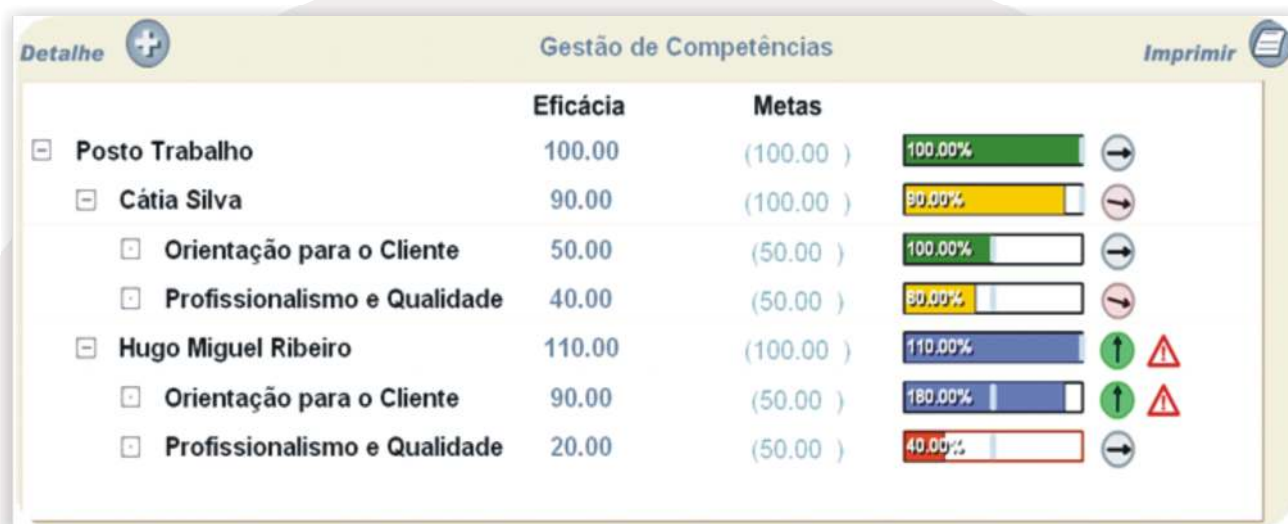 Detalhe Gestão de Competências Imprimir
Eficácia Metas
Posto Trabalho 100.00 (100.00 ) 100.00%
Cátia Silva 90.00 (100.00 ) 90.00%
Orientação para o Cliente 50.00 (50.00 ) 100.00%
Profissionalismo e Qualidade 40.00 (50.00 ) 80.00%
Hugo Miguel Ribeiro 110.00 (100.00 ) 110.00%
Orientação para o Cliente 90.00 (50.00 ) 180.00%
Profissionalismo e Qualidade 20.00 (50.00 ) 40.00%